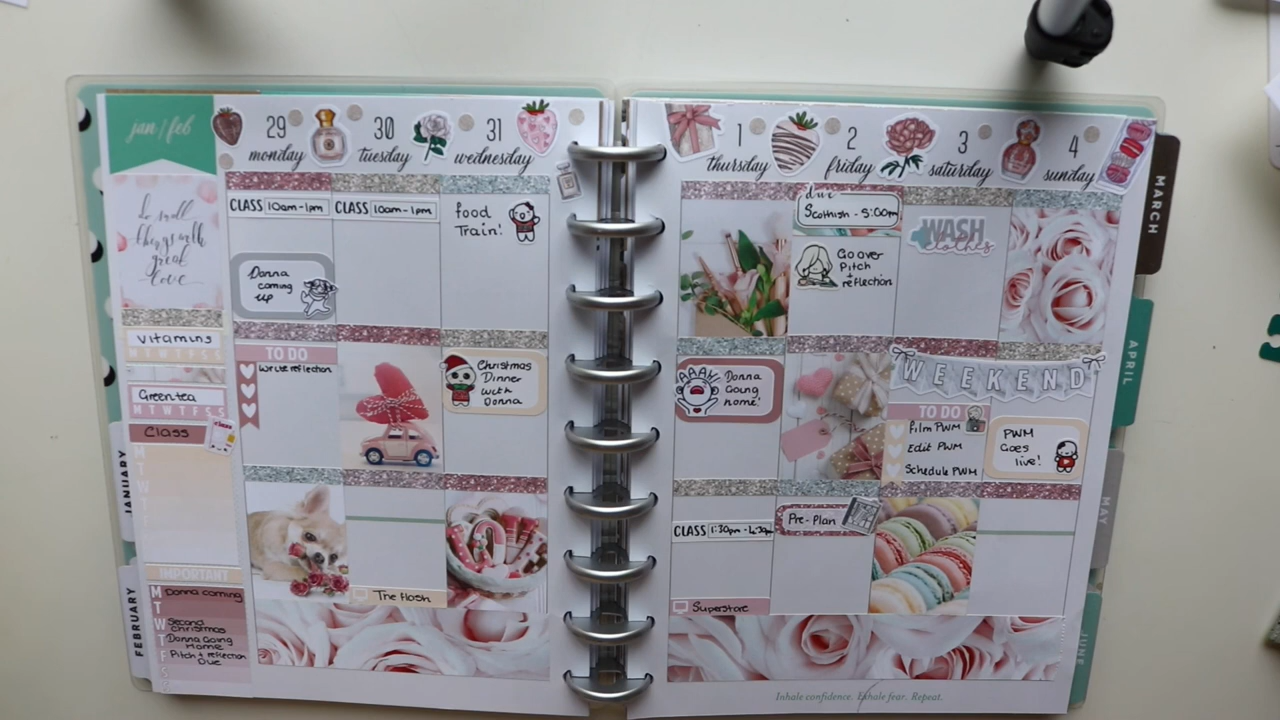 jan / feb
29
monday
30
tuesday
31
wednesday
1
thursday
2
friday
3
saturday
4
sunday
do small
things with
great
love
Vitamins
M T W T F S S
Green tea
M T W T F S S
Class
M
T
W
T
IMPORTANT
M
Donna coming
T
W
Second
Christmas
T
Donna Going
Home
F
Pitch + reflection
Due
S
CLASS 10am-1pm
Donna
coming
up
TO DO
Write reflection
CLASS 10am-1pm
The flash
food
Train!
Christmas
Dinner
with
Donna
AAAY!
Donna
Going
home!
CLASS 1:30pm - 4:30pm
Superstore
due
Scottish - 5:00pm
Go over
Pitch
+
reflection
Pre-Plan
WASH
clothes
WEEKEND
TO DO
film PWM
Edit PWM
Schedule PWM
PWM
Goes
live!
Inhale confidence. Exhale fear. Repeat.
JANUARY
FEBRUARY
MARCH
APRIL
MAY
JUNE